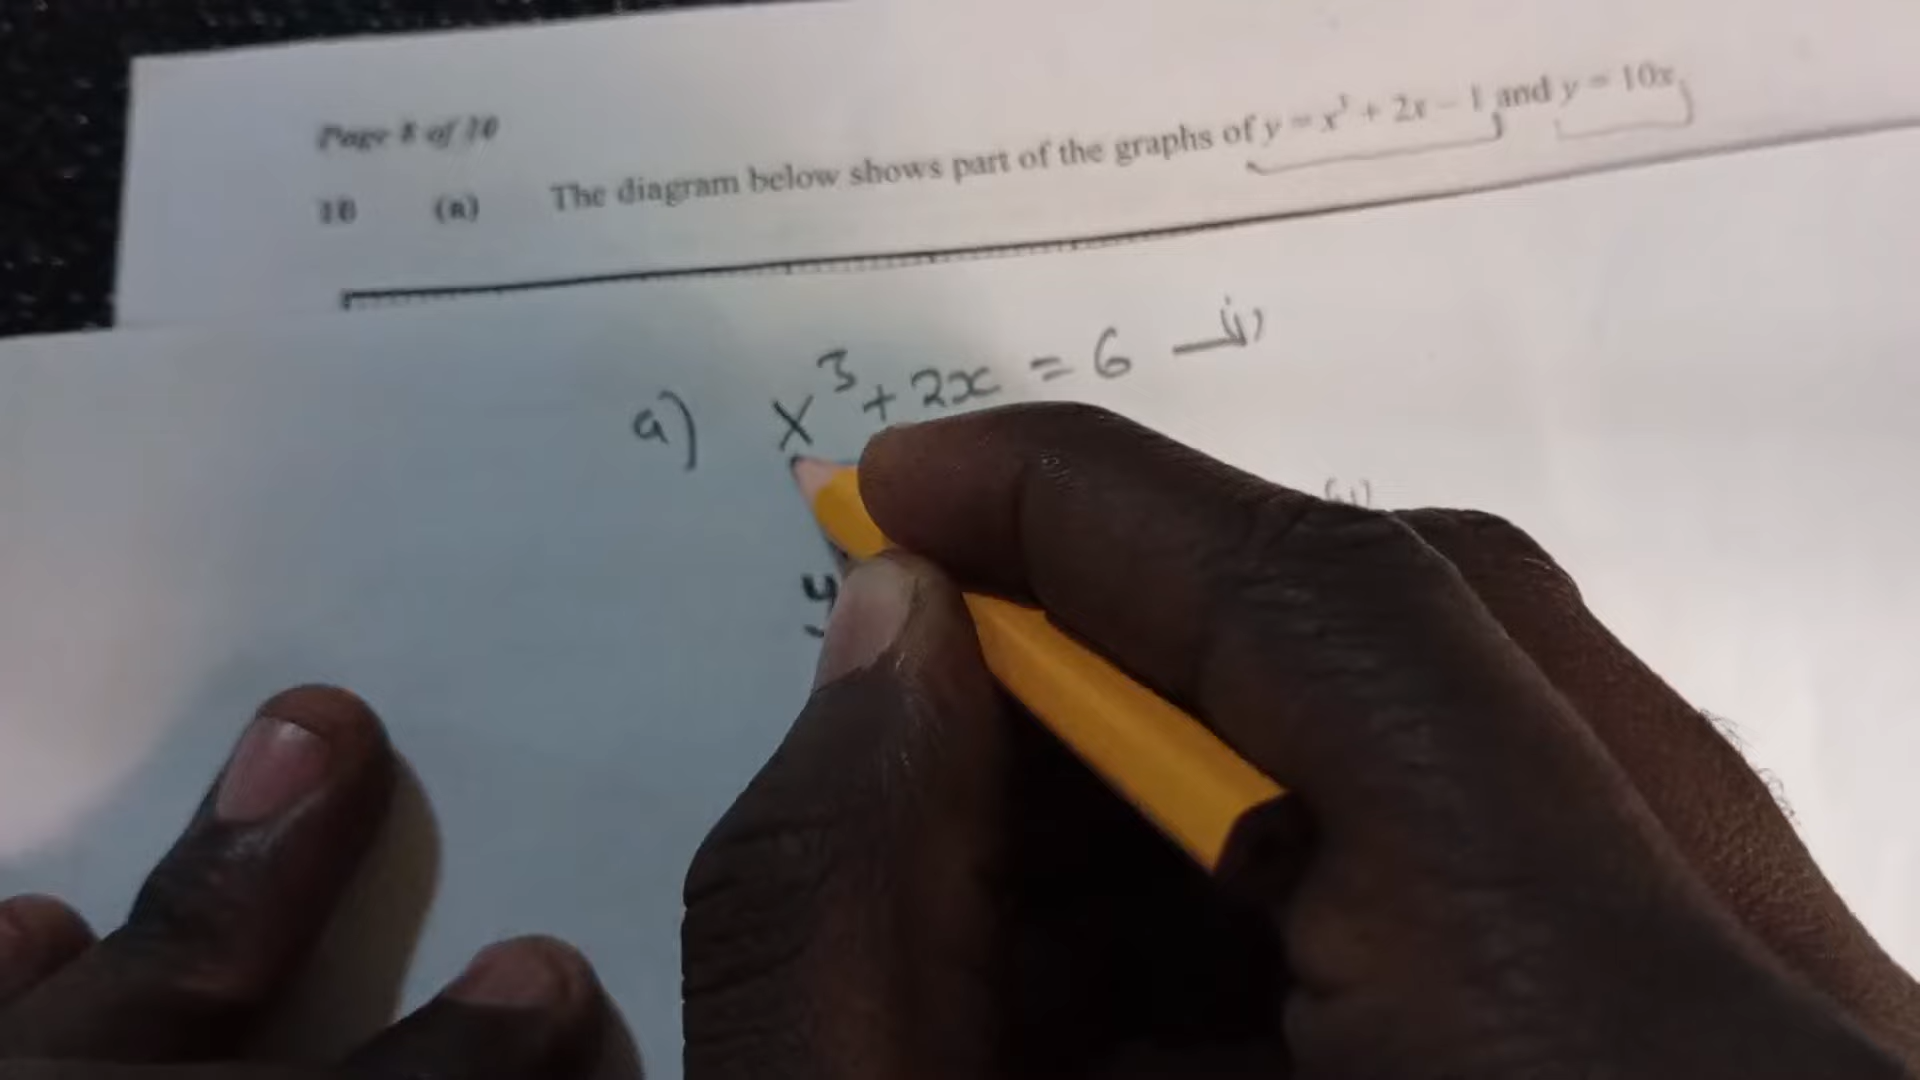 Page 8 of 10
10 (a) The diagram below shows part of the graphs of y = x³ + 2x − 1 and y = 10x.
a) x³ + 2x = 6 → (i)
(ii)
y